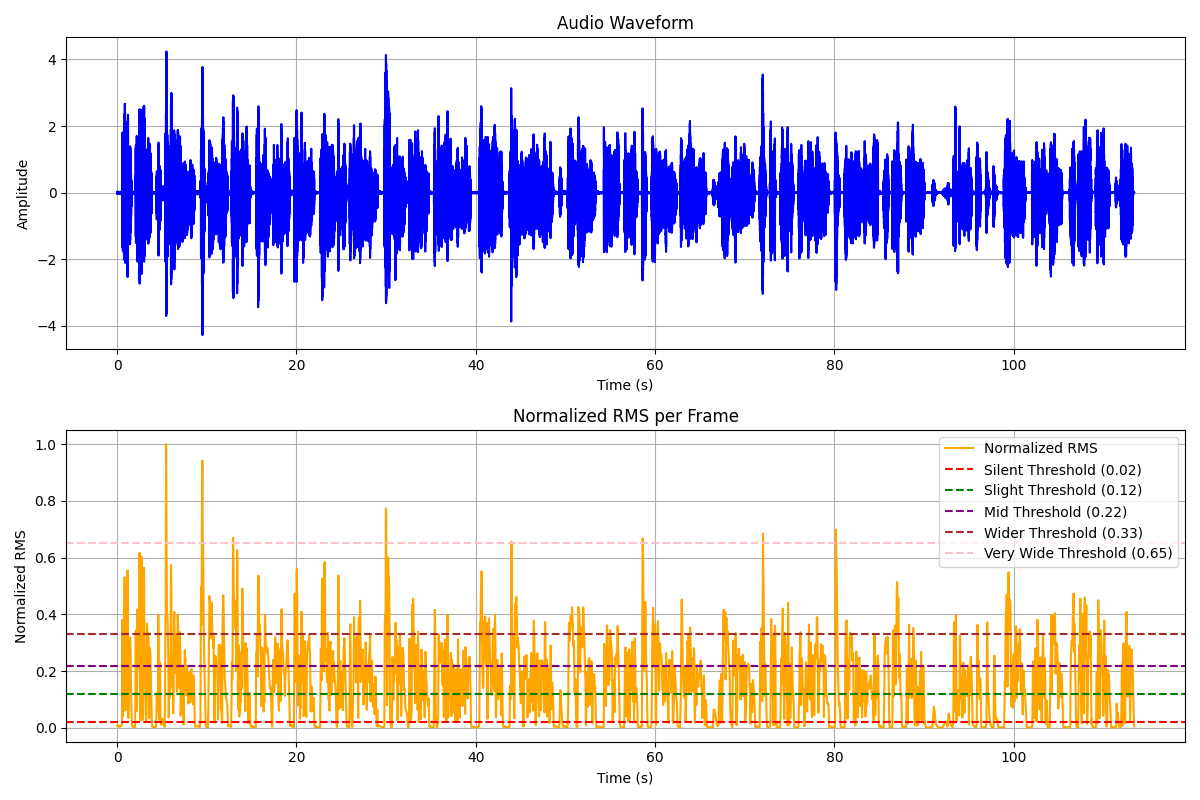 Audio Waveform
4
2
0
−2
−4
Amplitude
0 20 40 60 80 100
Time (s)
Normalized RMS per Frame
1.0
0.8
0.6
0.4
0.2
0.0
Normalized RMS
Normalized RMS
Silent Threshold (0.02)
Slight Threshold (0.12)
Mid Threshold (0.22)
Wider Threshold (0.33)
Very Wide Threshold (0.65)
0 20 40 60 80 100
Time (s)